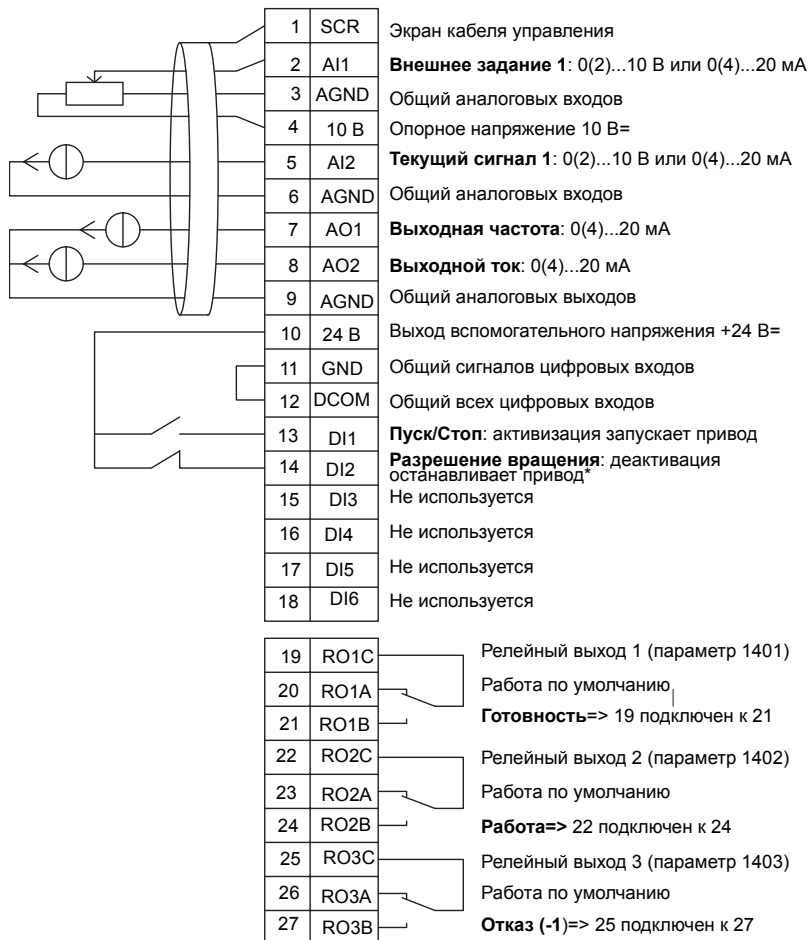 1 SCR Экран кабеля управления
2 AI1 Внешнее задание 1: 0(2)...10 В или 0(4)...20 мА
3 AGND Общий аналоговых входов
4 10 В Опорное напряжение 10 В=
5 AI2 Текущий сигнал 1: 0(2)...10 В или 0(4)...20 мА
6 AGND Общий аналоговых входов
7 AO1 Выходная частота: 0(4)...20 мА
8 AO2 Выходной ток: 0(4)...20 мА
9 AGND Общий аналоговых выходов
10 24 В Выход вспомогательного напряжения +24 В=
11 GND Общий сигналов цифровых входов
12 DCOM Общий всех цифровых входов
13 DI1 Пуск/Стоп: активизация запускает привод
14 DI2 Разрешение вращения: деактивация
останавливает привод*
15 DI3 Не используется
16 DI4 Не используется
17 DI5 Не используется
18 DI6 Не используется
19 RO1C Релейный выход 1 (параметр 1401)
20 RO1A Работа по умолчанию
21 RO1B Готовность=> 19 подключен к 21
22 RO2C Релейный выход 2 (параметр 1402)
23 RO2A Работа по умолчанию
24 RO2B Работа=> 22 подключен к 24
25 RO3C Релейный выход 3 (параметр 1403)
26 RO3A Работа по умолчанию
27 RO3B Отказ (-1)=> 25 подключен к 27